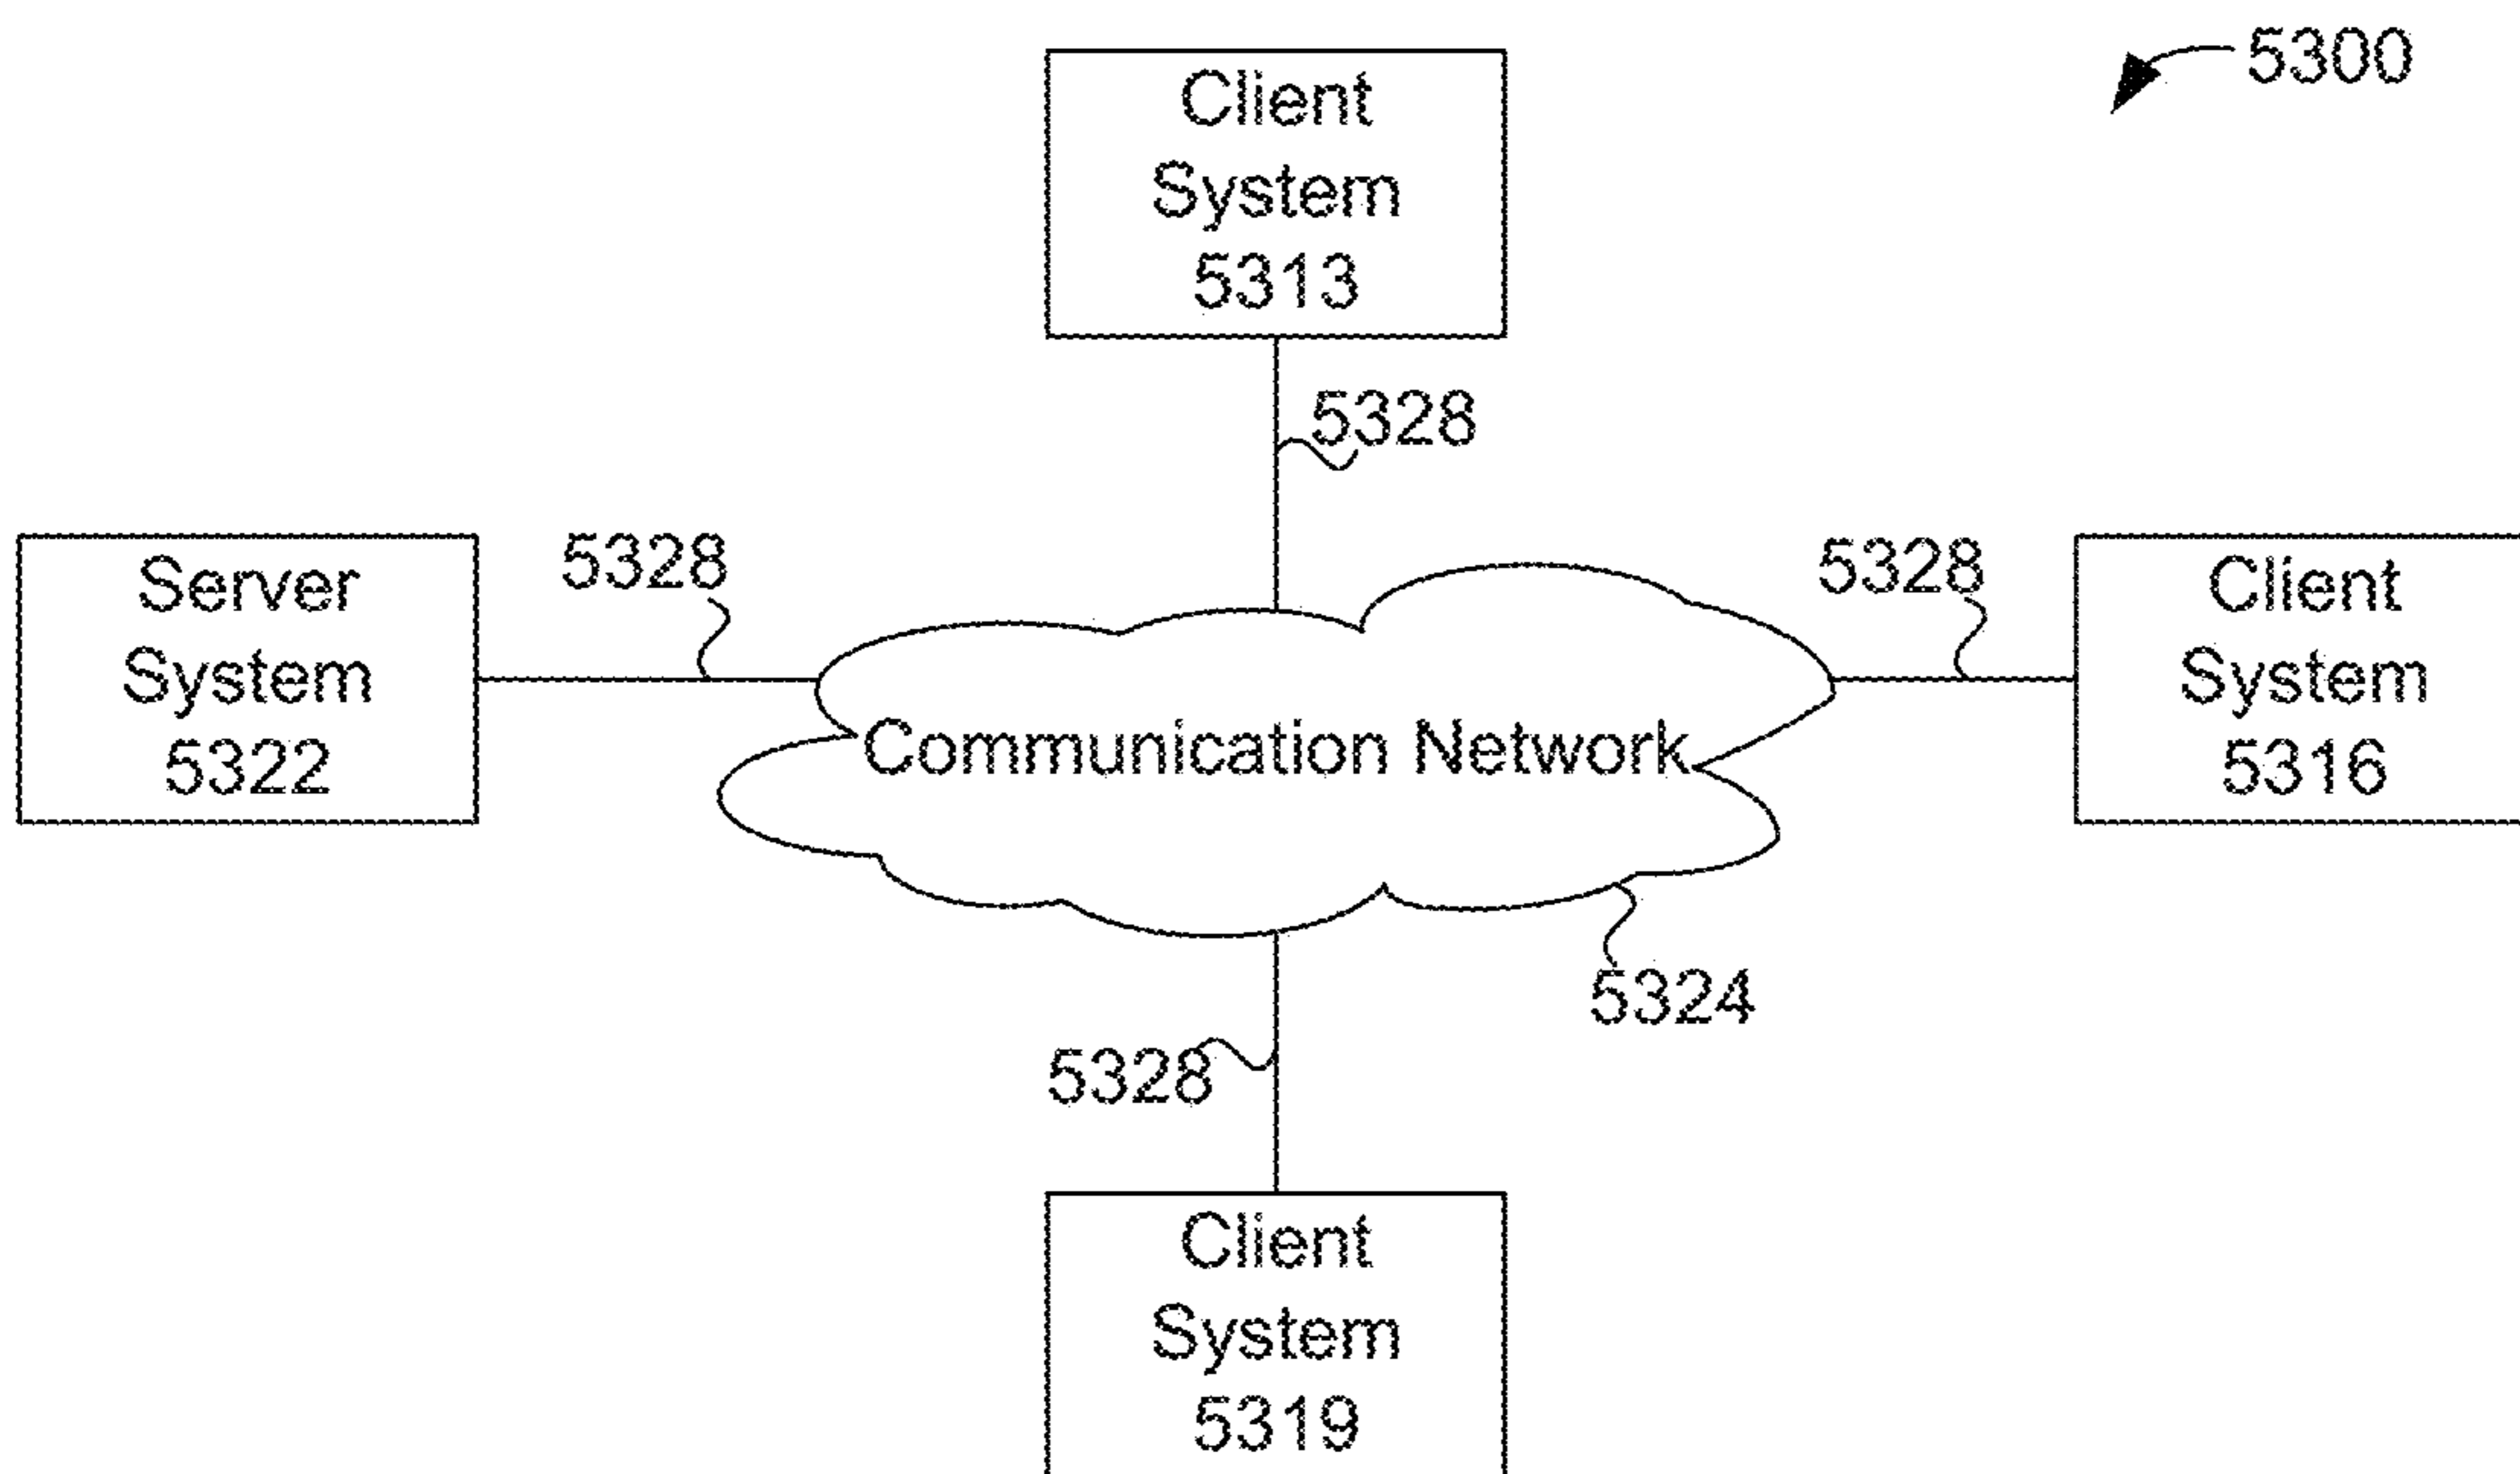 5300
Client
System
5313
5328
5328
5328
Server
System
5322
Client
System
5316
Communication Network
5324
5328
Client
System
5319